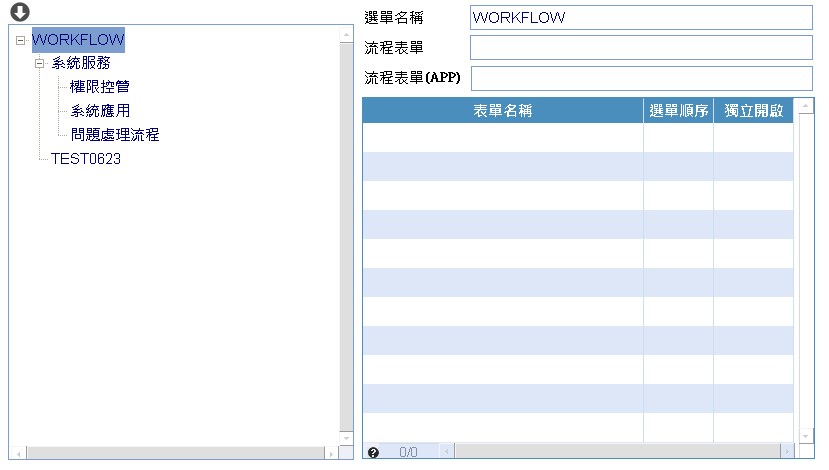 WORKFLOW
系統服務
權限控管
系統應用
問題處理流程
TEST0623
選單名稱 WORKFLOW
流程表單
流程表單(APP)
表單名稱 選單順序 獨立開啟
? 0/0